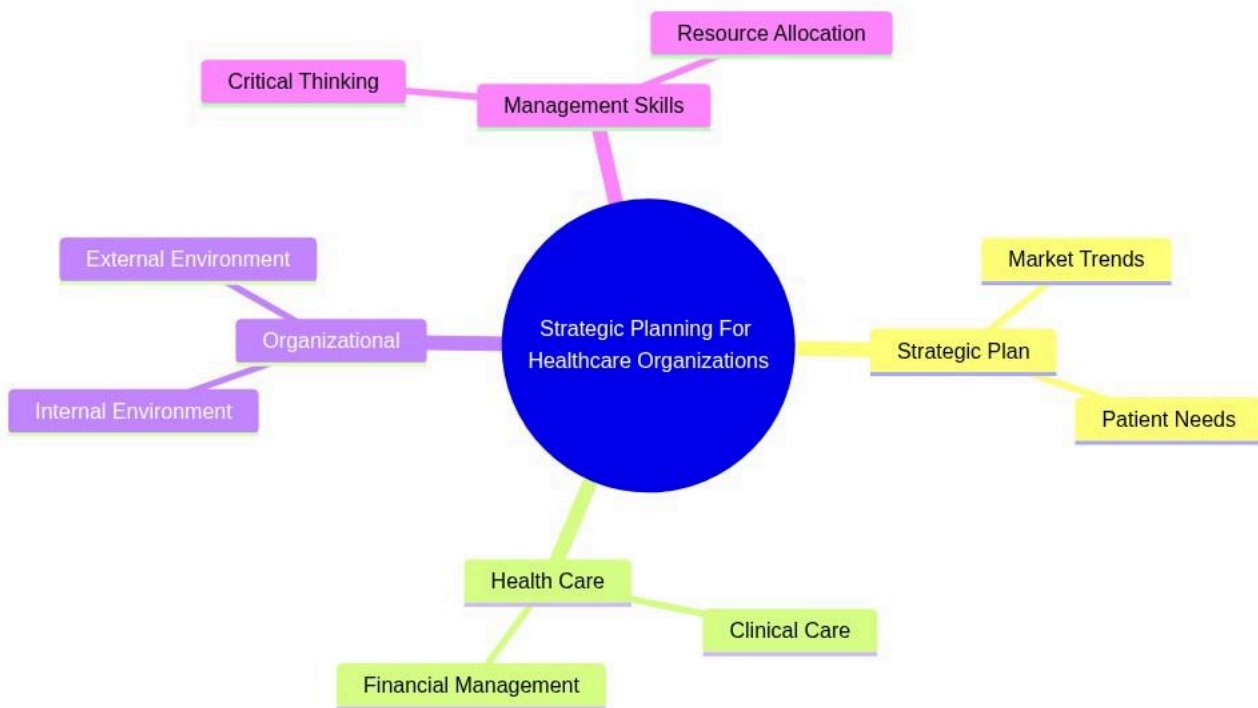 Resource Allocation
Critical Thinking
Management Skills
External Environment
Market Trends
Organizational
Strategic Planning For
Healthcare Organizations
Strategic Plan
Internal Environment
Patient Needs
Health Care
Clinical Care
Financial Management